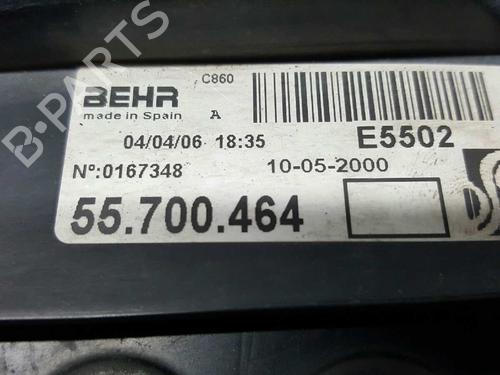 C860
BEHR A
made in Spain
04/04/06 18:35 E5502
Nº:0167348 10-05-2000
55.700.464
B-PARTS